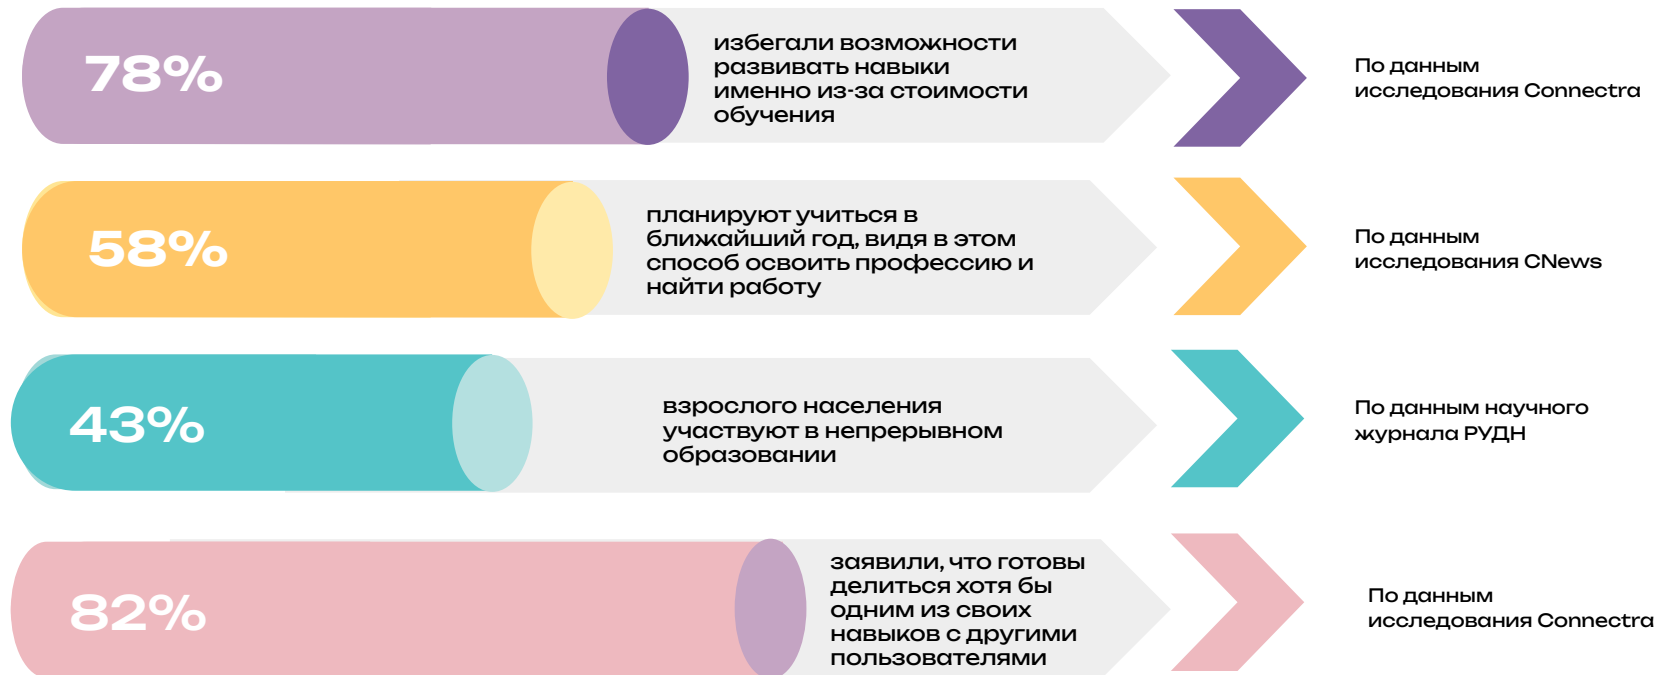 78%
избегали возможности
развивать навыки
именно из-за стоимости
обучения
По данным
исследования Connectra
58%
планируют учиться в
ближайший год, видя в этом
способ освоить профессию и
найти работу
По данным
исследования CNews
43%
взрослого населения
участвуют в непрерывном
образовании
По данным научного
журнала РУДН
82%
заявили, что готовы
делиться хотя бы
одним из своих
навыков с другими
пользователями
По данным
исследования Connectra